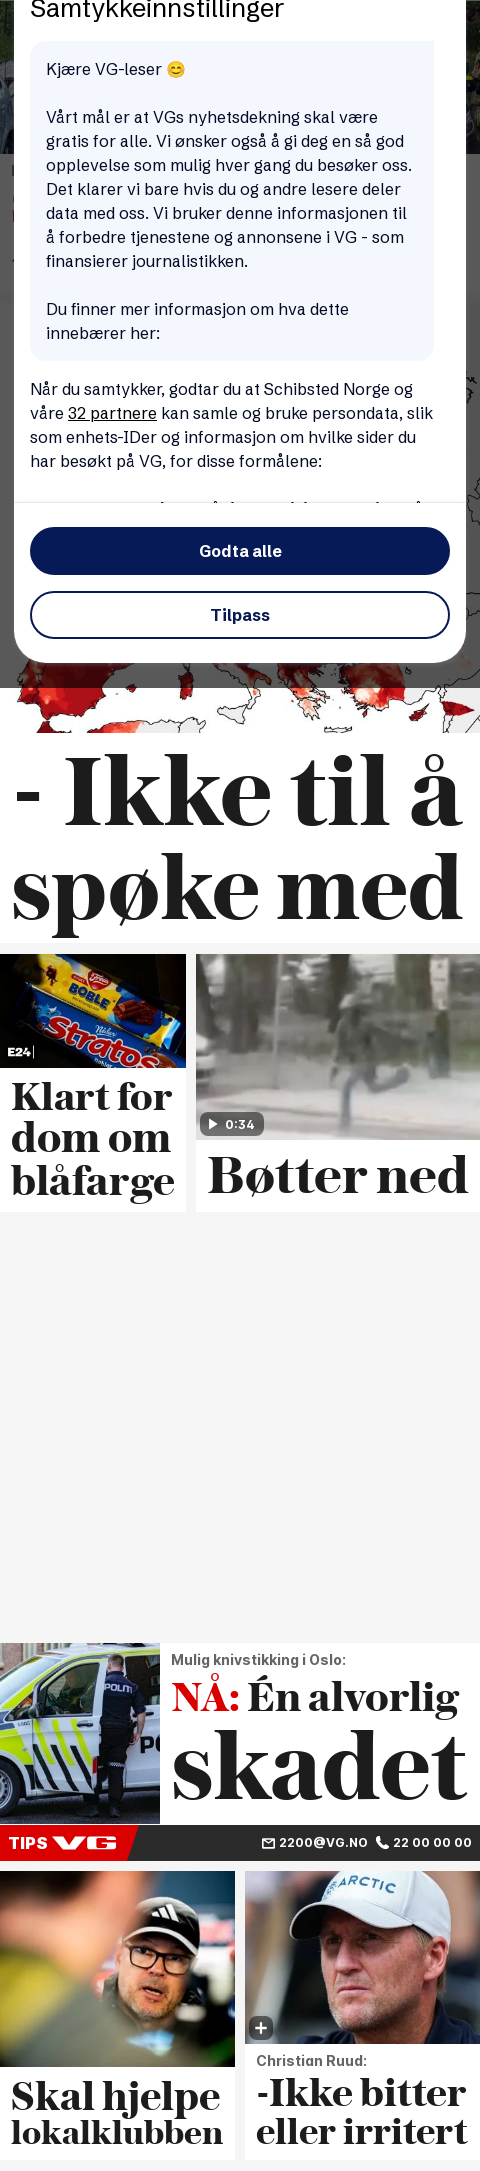 Samtykkeinnstillinger
Kjære VG-leser 😊
Vårt mål er at VGs nyhetsdekning skal være
gratis for alle. Vi ønsker også å gi deg en så god
opplevelse som mulig hver gang du besøker oss.
Det klarer vi bare hvis du og andre lesere deler
data med oss. Vi bruker denne informasjonen til
å forbedre tjenestene og annonsene i VG - som
finansierer journalistikken.
Du finner mer informasjon om hva dette
innebærer her:
Når du samtykker, godtar du at Schibsted Norge og
våre 32 partnere kan samle og bruke persondata, slik
som enhets-IDer og informasjon om hvilke sider du
har besøkt på VG, for disse formålene:
Godta alle
Tilpass
- Ikke til å
spøke med
Freia
BOBLE
Nidar
Stratos
E24
Klart for
dom om
blåfarge
0:34
Bøtter ned
POLITI
Mulig knivstikking i Oslo:
NÅ: Én alvorlig
skadet
TIPS VG
2200@VG.NO 22 00 00 00
ARCTIC
Skal hjelpe
lokalklubben
Christian Ruud:
-Ikke bitter
eller irritert